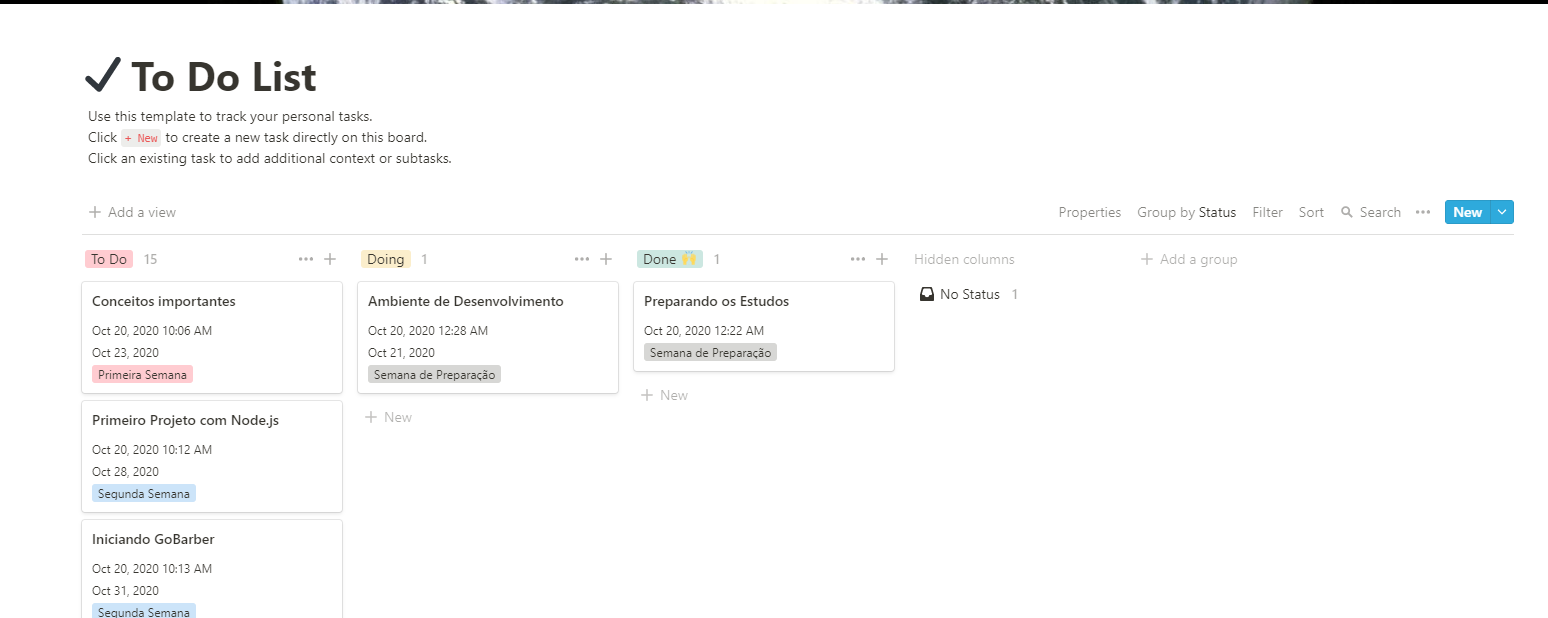 To Do List
Use this template to track your personal tasks.
Click + New to create a new task directly on this board.
Click an existing task to add additional context or subtasks.
+ Add a view
Properties Group by Status Filter Sort Search ••• New
To Do 15 ••• +
Doing 1 ••• +
Done 🙌 1 ••• +
Hidden columns
+ Add a group
Conceitos importantes
Oct 20, 2020 10:06 AM
Oct 23, 2020
Primeira Semana
Primeiro Projeto com Node.js
Oct 20, 2020 10:12 AM
Oct 28, 2020
Segunda Semana
Iniciando GoBarber
Oct 20, 2020 10:13 AM
Oct 31, 2020
Segunda Semana
Ambiente de Desenvolvimento
Oct 20, 2020 12:28 AM
Oct 21, 2020
Semana de Preparação
+ New
Preparando os Estudos
Oct 20, 2020 12:22 AM
Semana de Preparação
+ New
No Status 1